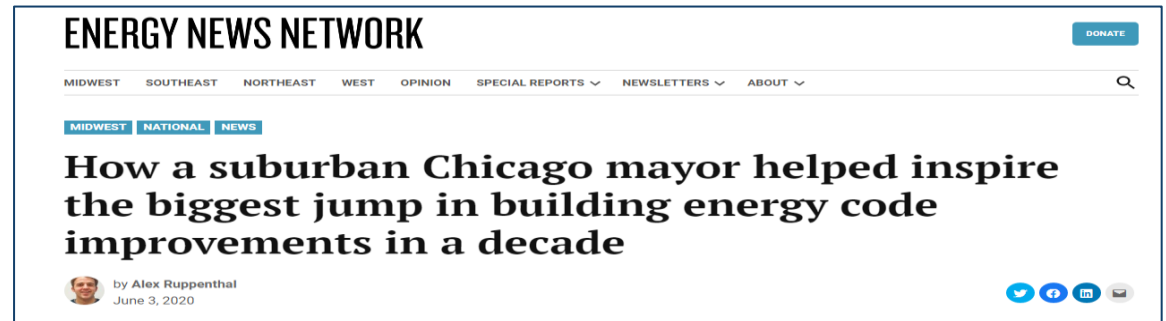 ENERGY NEWS NETWORK
DONATE
MIDWEST SOUTHEAST NORTHEAST WEST OPINION SPECIAL REPORTS NEWSLETTERS ABOUT
MIDWEST NATIONAL NEWS
How a suburban Chicago mayor helped inspire
the biggest jump in building energy code
improvements in a decade
by Alex Ruppenthal
June 3, 2020